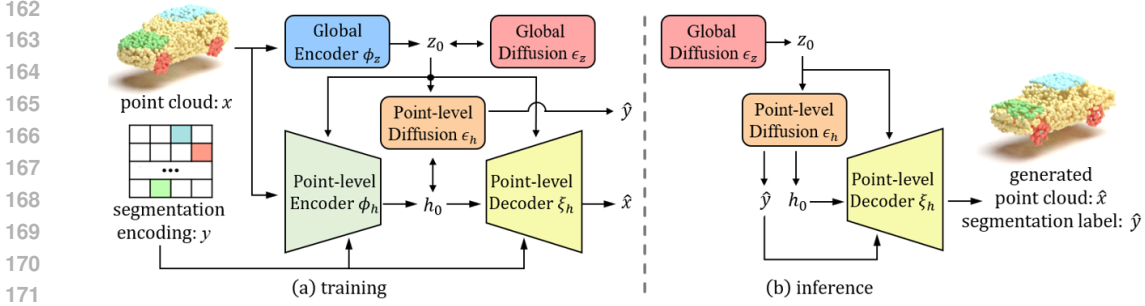 162
163
164
165
166
167
168
169
170
171
point cloud: x
segmentation
encoding: y
...
Global
Encoder ϕ_z
z_0
Global
Diffusion ϵ_z
Point-level
Diffusion ϵ_h
ŷ
Point-level
Encoder ϕ_h
h_0
Point-level
Decoder ξ_h
x̂
(a) training
Global
Diffusion ϵ_z
z_0
Point-level
Diffusion ϵ_h
ŷ
h_0
Point-level
Decoder ξ_h
generated
point cloud: x̂
segmentation label: ŷ
(b) inference